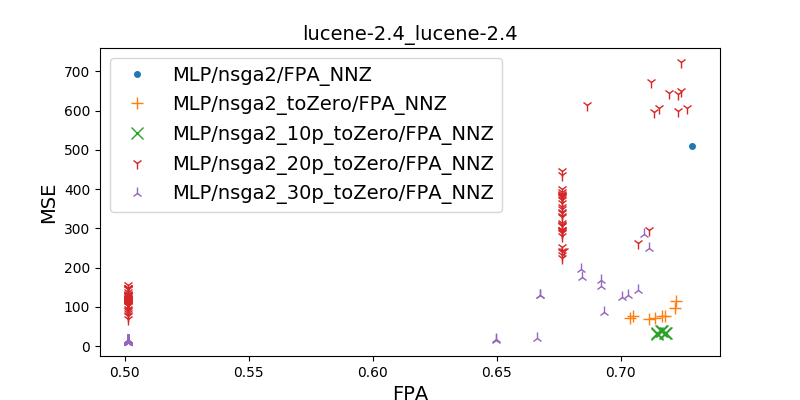 lucene-2.4_lucene-2.4
MLP/nsga2/FPA_NNZ
MLP/nsga2_toZero/FPA_NNZ
MLP/nsga2_10p_toZero/FPA_NNZ
MLP/nsga2_20p_toZero/FPA_NNZ
MLP/nsga2_30p_toZero/FPA_NNZ
MSE
700
600
500
400
300
200
100
0
0.50 0.55 0.60 0.65 0.70
FPA